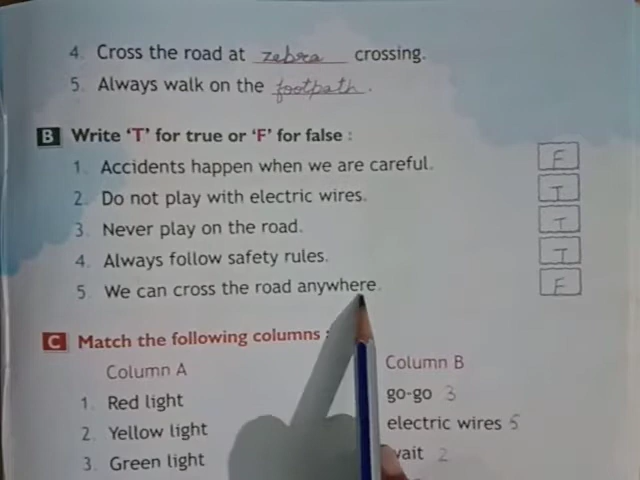 4. Cross the road at zebra crossing.
5. Always walk on the footpath.
B Write 'T' for true or 'F' for false :
1. Accidents happen when we are careful. F
2. Do not play with electric wires. T
3. Never play on the road. T
4. Always follow safety rules. T
5. We can cross the road anywhere. F
C Match the following columns :
Column A Column B
1. Red light go-go 3
2. Yellow light electric wires 5
3. Green light wait 2